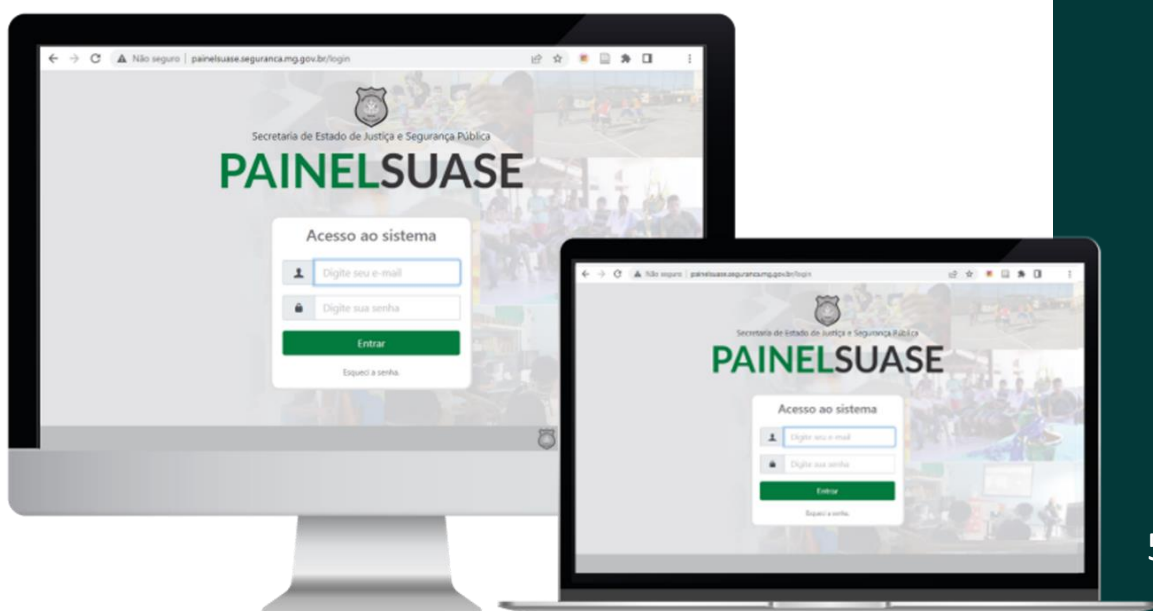 Não seguro | painelsuase.seguranca.mg.gov.br/login
Secretaria de Estado de Justiça e Segurança Pública
PAINELSUASE
Acesso ao sistema
Digite seu e-mail
Digite sua senha
Entrar
Esqueci a senha.
Não seguro | painelsuase.seguranca.mg.gov.br/login
Secretaria de Estado de Justiça e Segurança Pública
PAINELSUASE
Acesso ao sistema
Digite seu e-mail
Digite sua senha
Entrar
Esqueci a senha.